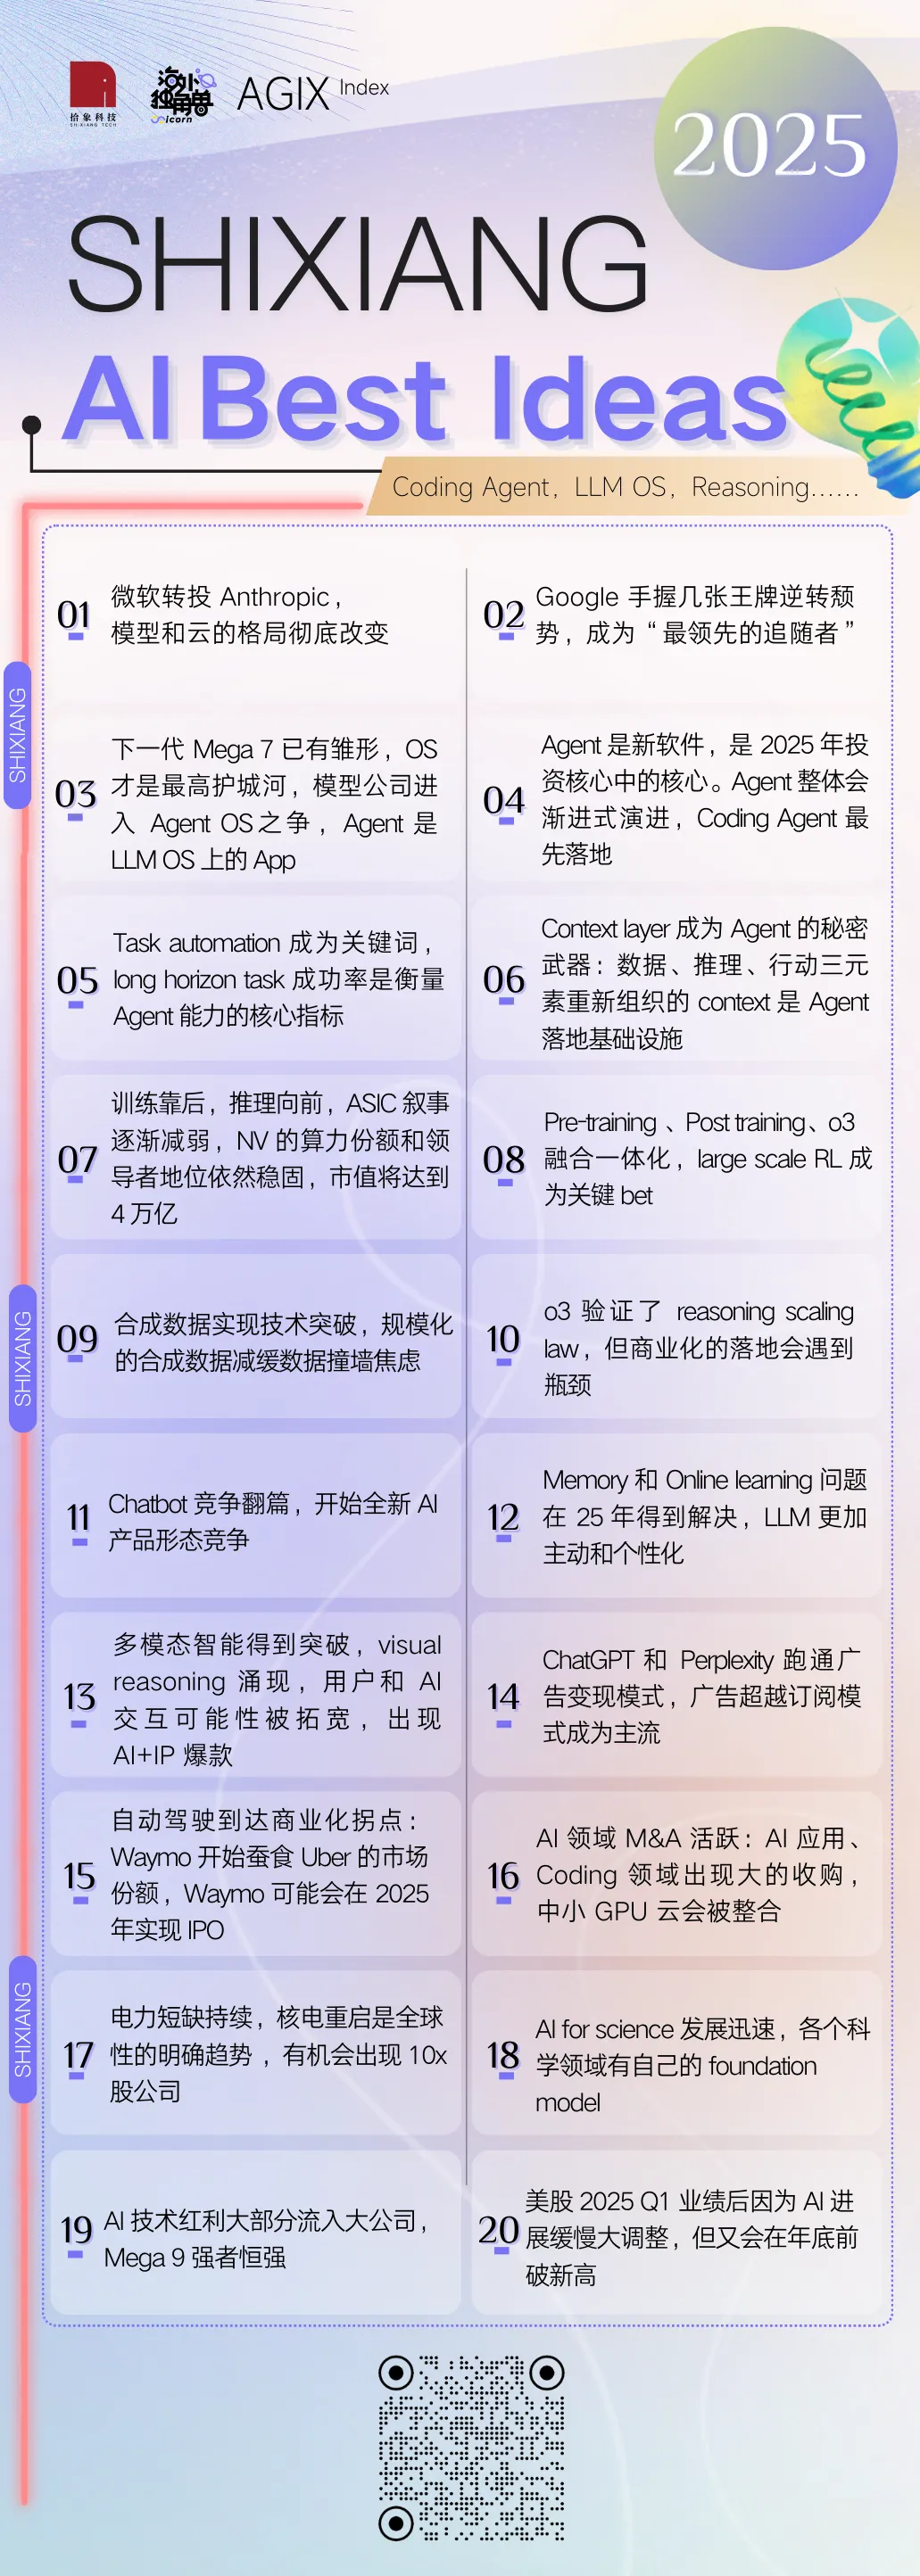 拾象科技
SHIXIANG TECH
海外
独角兽
Unicorn
AGIX Index
2025
SHIXIANG
AI Best Ideas
Coding Agent, LLM OS, Reasoning......
01
微软转投 Anthropic,
模型和云的格局彻底改变
02
Google 手握几张王牌逆转颓
势，成为“最领先的追随者”
SHIXIANG
03
下一代 Mega 7 已有雏形，OS
才是最高护城河，模型公司进
入 Agent OS之争，Agent 是
LLM OS 上的 App
04
Agent 是新软件，是 2025 年投
资核心中的核心。Agent 整体会
渐进式演进，Coding Agent 最
先落地
05
Task automation 成为关键词，
long horizon task 成功率是衡量
Agent 能力的核心指标
06
Context layer 成为 Agent 的秘密
武器：数据、推理、行动三元
素重新组织的 context 是 Agent
落地基础设施
07
训练靠后，推理向前，ASIC 叙事
逐渐减弱，NV 的算力份额和领
导者地位依然稳固，市值将达到
4 万亿
08
Pre-training 、Post training、o3
融合一体化，large scale RL 成
为关键 bet
SHIXIANG
09
合成数据实现技术突破，规模化
的合成数据减缓数据撞墙焦虑
10
o3 验证了 reasoning scaling
law，但商业化的落地会遇到
瓶颈
11
Chatbot 竞争翻篇，开始全新 AI
产品形态竞争
12
Memory 和 Online learning 问题
在 25 年得到解决，LLM 更加
主动和个性化
13
多模态智能得到突破，visual
reasoning 涌现，用户和 AI
交互可能性被拓宽，出现
AI+IP 爆款
14
ChatGPT 和 Perplexity 跑通广
告变现模式，广告超越订阅模
式成为主流
15
自动驾驶到达商业化拐点：
Waymo 开始蚕食 Uber 的市场
份额，Waymo 可能会在 2025
年实现 IPO
16
AI 领域 M&A 活跃：AI 应用、
Coding 领域出现大的收购，
中小 GPU 云会被整合
SHIXIANG
17
电力短缺持续，核电重启是全球
性的明确趋势，有机会出现 10x
股公司
18
AI for science 发展迅速，各个科
学领域有自己的 foundation
model
19
AI 技术红利大部分流入大公司，
Mega 9 强者恒强
20
美股 2025 Q1 业绩后因为 AI 进
展缓慢大调整，但又会在年底前
破新高